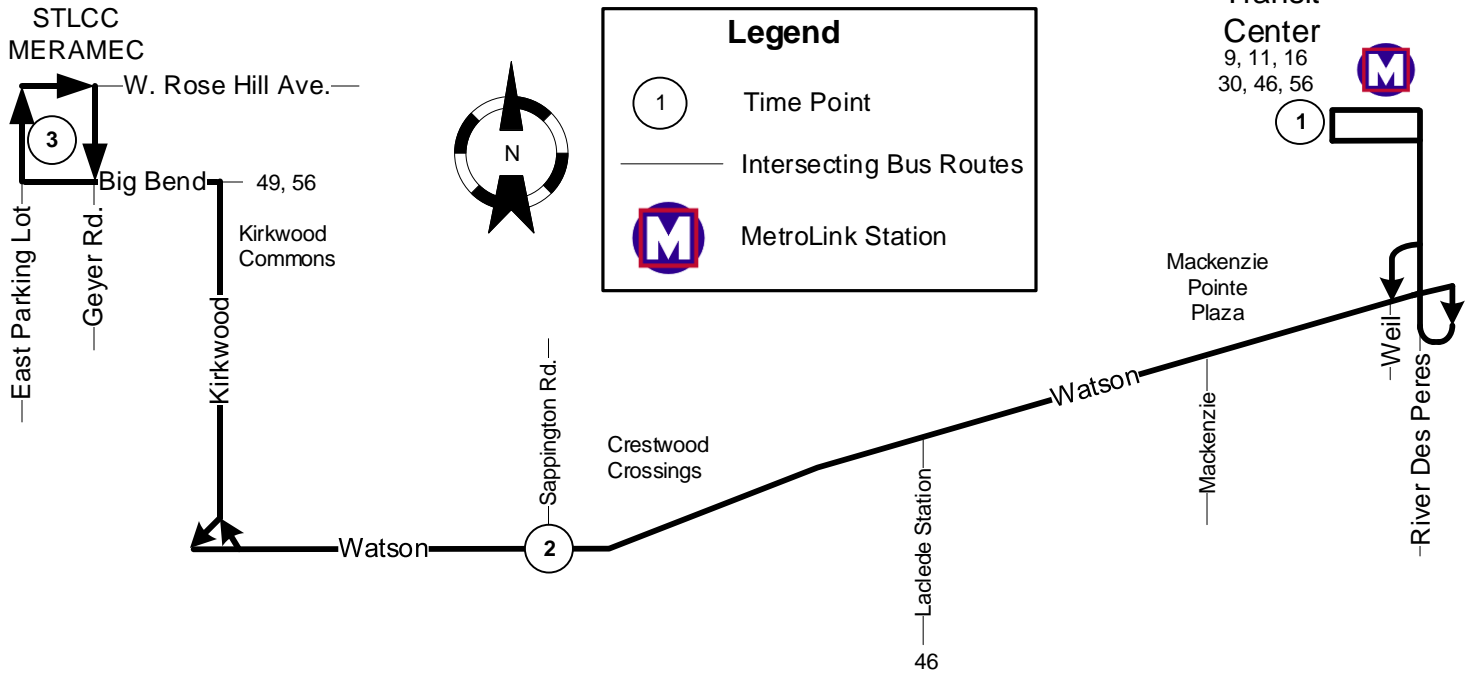 STLCC
MERAMEC
W. Rose Hill Ave.
3
Big Bend
49, 56
East Parking Lot
Geyer Rd.
Kirkwood
Commons
Kirkwood
N
Legend
1
Time Point
Intersecting Bus Routes
M
MetroLink Station
Transit
Center
9, 11, 16
30, 46, 56
M
1
Mackenzie
Pointe
Plaza
Weil
River Des Peres
Mackenzie
Watson
Laclede Station
46
Crestwood
Crossings
Sappington Rd.
2
Watson